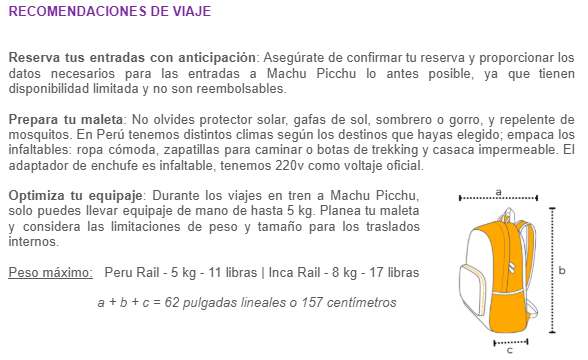 RECOMENDACIONES DE VIAJE
Reserva tus entradas con anticipación: Asegúrate de confirmar tu reserva y proporcionar los
datos necesarios para las entradas a Machu Picchu lo antes posible, ya que tienen
disponibilidad limitada y no son reembolsables.
Prepara tu maleta: No olvides protector solar, gafas de sol, sombrero o gorro, y repelente de
mosquitos. En Perú tenemos distintos climas según los destinos que hayas elegido; empaca los
infaltables: ropa cómoda, zapatillas para caminar o botas de trekking y casaca impermeable. El
adaptador de enchufe es infaltable, tenemos 220v como voltaje oficial.
Optimiza tu equipaje: Durante los viajes en tren a Machu Picchu,
solo puedes llevar equipaje de mano de hasta 5 kg. Planea tu maleta
y considera las limitaciones de peso y tamaño para los traslados
internos.
Peso máximo: Peru Rail - 5 kg - 11 libras | Inca Rail - 8 kg - 17 libras
a + b + c = 62 pulgadas lineales o 157 centímetros
a
b
c